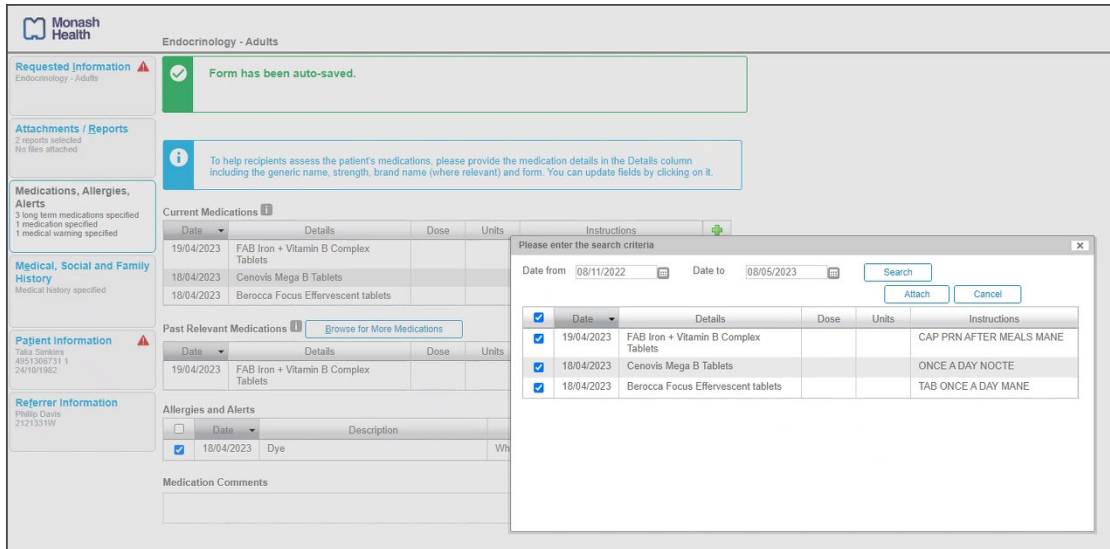 Monash
Health
Endocrinology - Adults
Requested Information
Endocrinology - Adults
Attachments / Reports
2 reports selected
No files attached
Medications, Allergies,
Alerts
3 long term medications specified
1 medication specified
1 medical warning specified
Medical, Social and Family
History
Medical history specified
Patient Information
Talia Simkins
4951306731 1
24/10/1982
Referrer Information
Phillip Davis
2121331W
Form has been auto-saved.
To help recipients assess the patient's medications, please provide the medication details in the Details column
including the generic name, strength, brand name (where relevant) and form. You can update fields by clicking on it.
Current Medications
Date Details Dose Units Instructions
19/04/2023 FAB Iron + Vitamin B Complex
Tablets
18/04/2023 Cenovis Mega B Tablets
18/04/2023 Berocca Focus Effervescent tablets
Past Relevant Medications Browse for More Medications
Date Details Dose Units
19/04/2023 FAB Iron + Vitamin B Complex
Tablets
Allergies and Alerts
Date Description
18/04/2023 Dye Wh
Medication Comments
Please enter the search criteria
Date from 08/11/2022 Date to 08/05/2023 Search
Attach Cancel
Date Details Dose Units Instructions
19/04/2023 FAB Iron + Vitamin B Complex CAP PRN AFTER MEALS MANE
Tablets
18/04/2023 Cenovis Mega B Tablets ONCE A DAY NOCTE
18/04/2023 Berocca Focus Effervescent tablets TAB ONCE A DAY MANE